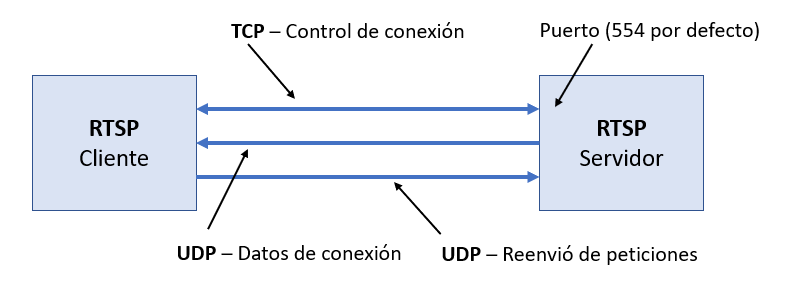 TCP – Control de conexión
Puerto (554 por defecto)
RTSP
Cliente
RTSP
Servidor
UDP – Datos de conexión
UDP – Reenvió de peticiones